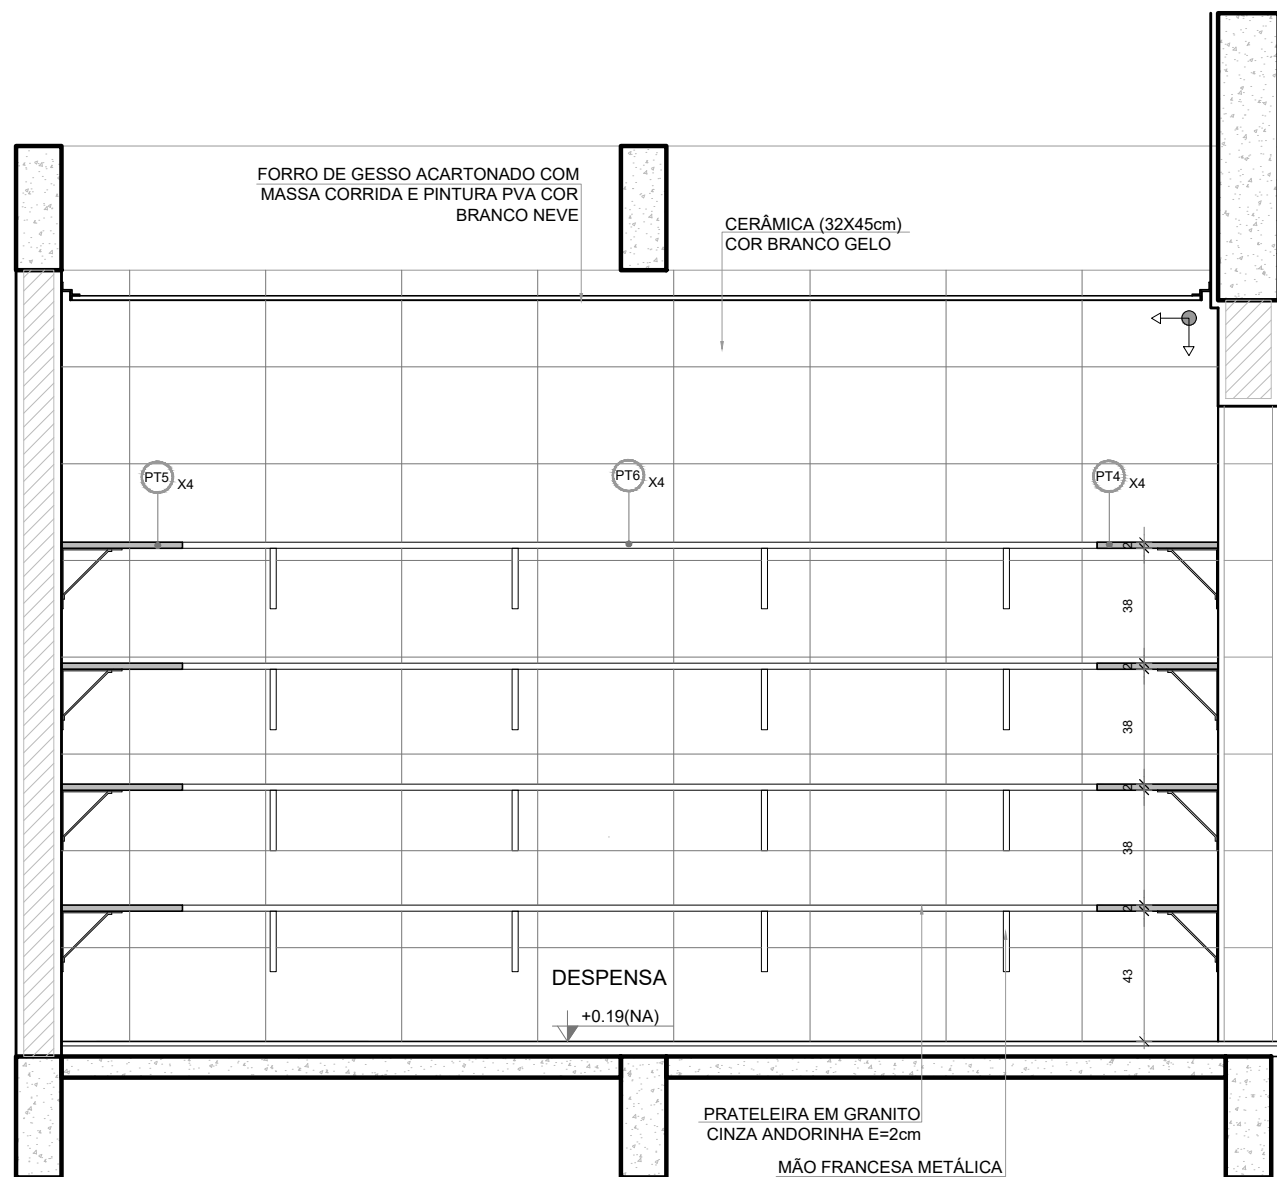 FORRO DE GESSO ACARTONADO COM
MASSA CORRIDA E PINTURA PVA COR
BRANCO NEVE
CERÂMICA (32X45cm)
COR BRANCO GELO
PT5 X4
PT6 X4
PT4 X4
2
38
2
38
2
38
2
43
DESPENSA
+0.19(NA)
PRATELEIRA EM GRANITO
CINZA ANDORINHA E=2cm
MÃO FRANCESA METÁLICA